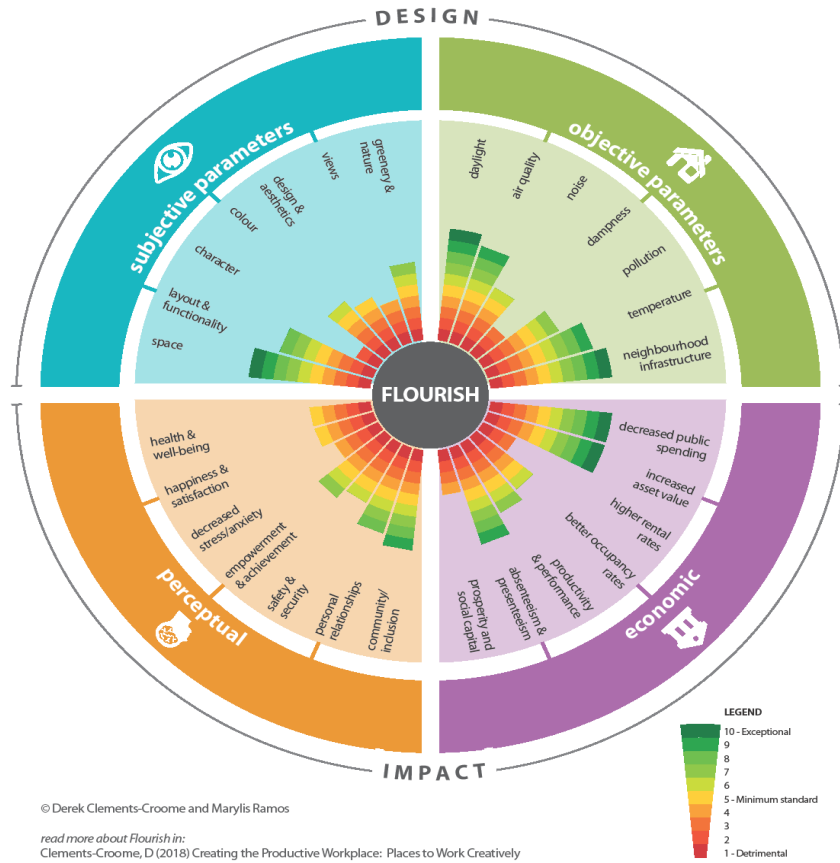 DESIGN
subjective parameters
objective parameters
space
layout &
functionality
character
colour
design &
aesthetics
views
greenery &
nature
daylight
air quality
noise
dampness
pollution
temperature
neighbourhood
infrastructure
FLOURISH
health &
well-being
happiness &
satisfaction
decreased
stress/anxiety
empowerment
& achievement
safety &
security
personal
relationships
community/
inclusion
prosperity and
social capital
absenteeism &
presenteeism
productivity
& performance
better occupancy
rates
higher rental
rates
increased
asset value
decreased public
spending
perceptual
economic
IMPACT
LEGEND
10 - Exceptional
9
8
7
6
5 - Minimum standard
4
3
2
1 - Detrimental
© Derek Clements-Croome and Marylis Ramos
read more about Flourish in:
Clements-Croome, D (2018) Creating the Productive Workplace: Places to Work Creatively